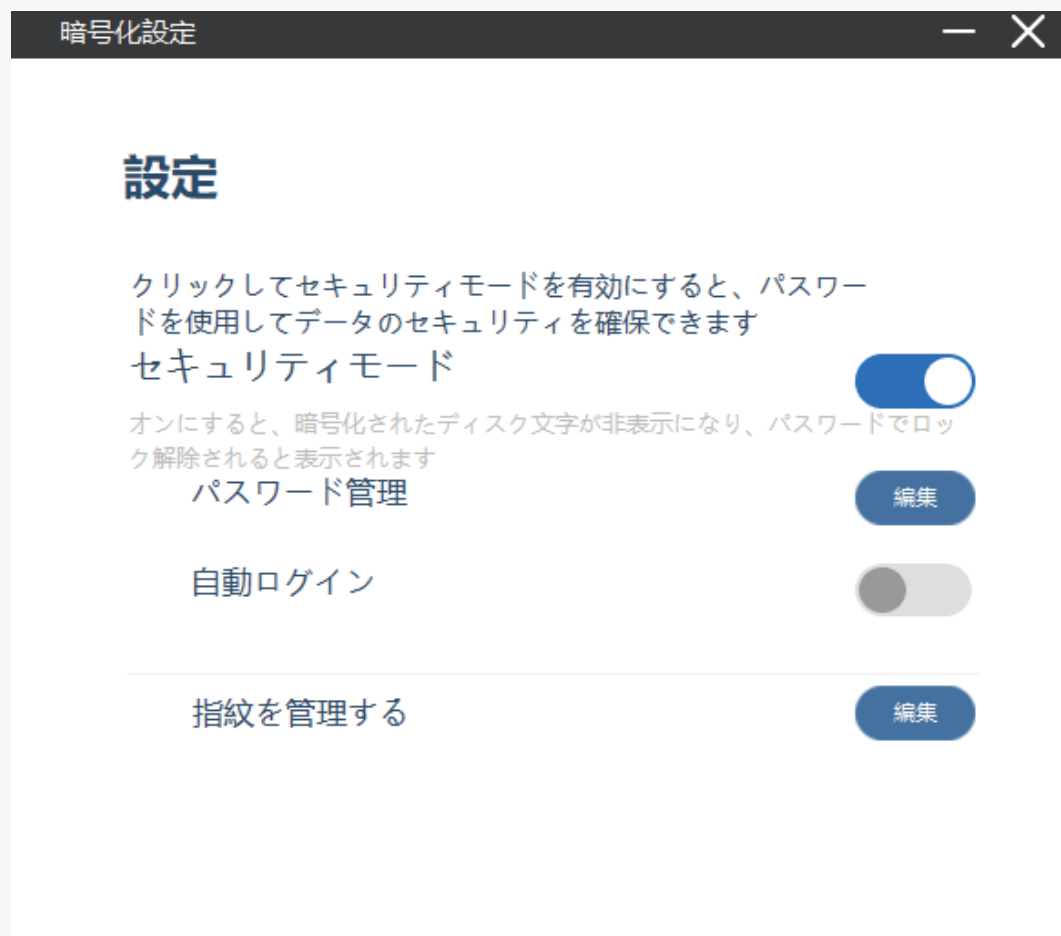 暗号化設定
設定
クリックしてセキュリティモードを有効にすると、パスワー
ドを使用してデータのセキュリティを確保できます
セキュリティモード
オンにすると、暗号化されたディスク文字が非表示になり、パスワードでロッ
ク解除されると表示されます
パスワード管理
編集
自動ログイン
指紋を管理する
編集